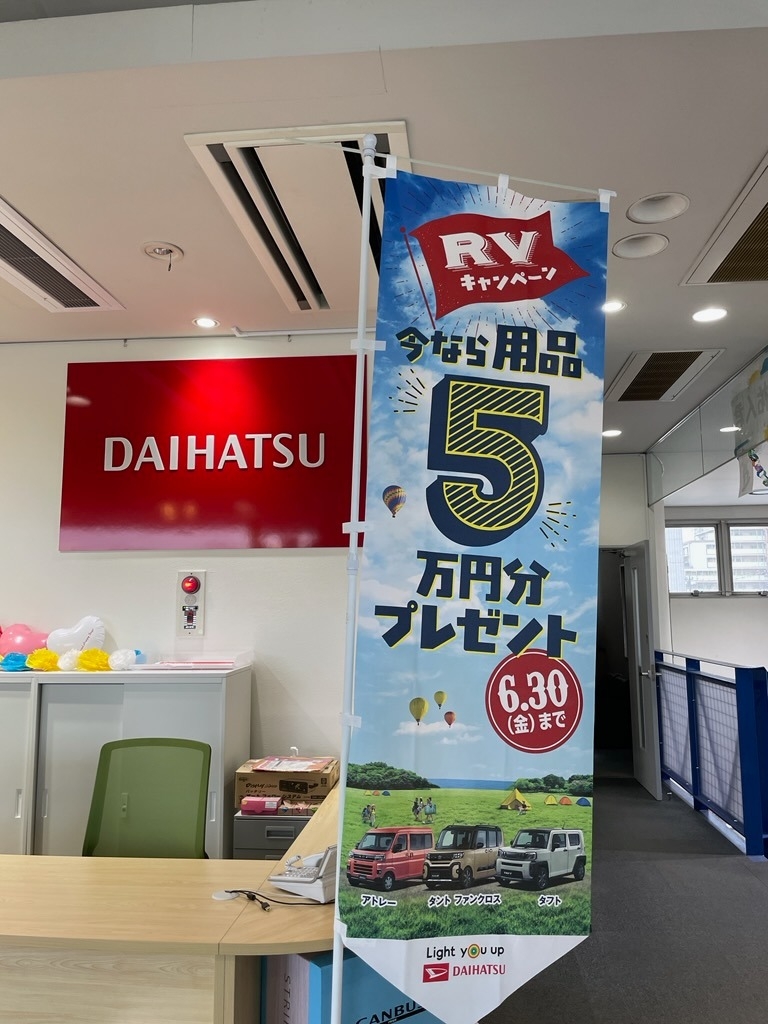 RV
キャンペーン
今なら用品
5
万円分
プレゼント
6.30
(金)まで
DAIHATSU
アトレー
タント ファンクロス
タフト
Light you up
DAIHATSU
CANBUS